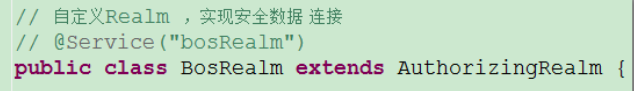 // 自定义Realm ，实现安全数据 连接
// @Service("bosRealm")
public class BosRealm extends AuthorizingRealm {